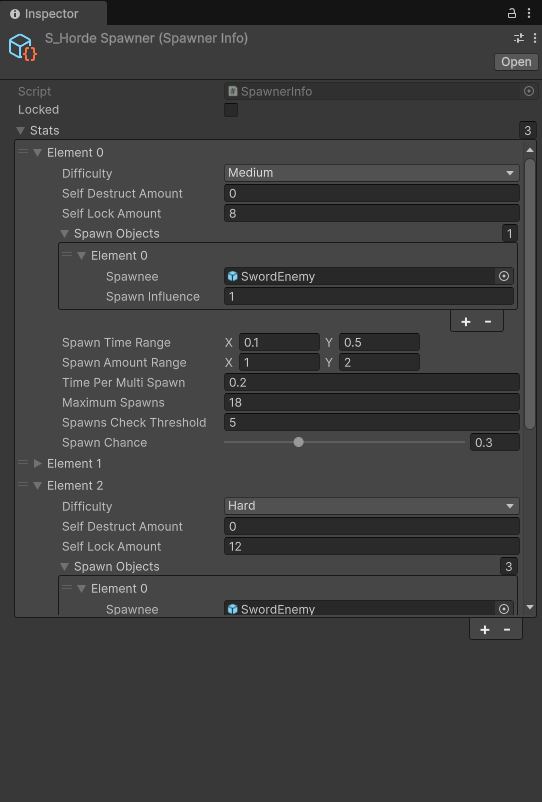 Inspector
S_Horde Spawner (Spawner Info)
Open
Script SpawnerInfo
Locked
Stats 3
Element 0
Difficulty Medium
Self Destruct Amount 0
Self Lock Amount 8
Spawn Objects 1
Element 0
Spawnee SwordEnemy
Spawn Influence 1
+ -
Spawn Time Range X 0.1 Y 0.5
Spawn Amount Range X 1 Y 2
Time Per Multi Spawn 0.2
Maximum Spawns 18
Spawns Check Threshold 5
Spawn Chance 0.3
Element 1
Element 2
Difficulty Hard
Self Destruct Amount 0
Self Lock Amount 12
Spawn Objects 3
Element 0
Spawnee SwordEnemy
+ -